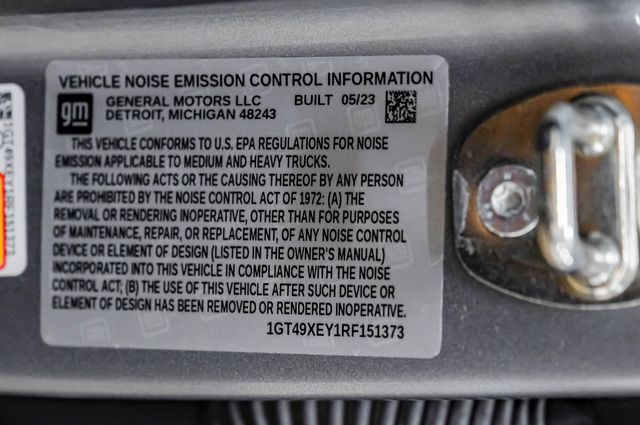 VEHICLE NOISE EMISSION CONTROL INFORMATION
gm GENERAL MOTORS LLC BUILT 05/23
DETROIT, MICHIGAN 48243
THIS VEHICLE CONFORMS TO U.S. EPA REGULATIONS FOR NOISE
EMISSION APPLICABLE TO MEDIUM AND HEAVY TRUCKS.
THE FOLLOWING ACTS OR THE CAUSING THEREOF BY ANY PERSON
ARE PROHIBITED BY THE NOISE CONTROL ACT OF 1972: (A) THE
REMOVAL OR RENDERING INOPERATIVE, OTHER THAN FOR PURPOSES
OF MAINTENANCE, REPAIR, OR REPLACEMENT, OF ANY NOISE CONTROL
DEVICE OR ELEMENT OF DESIGN (LISTED IN THE OWNER'S MANUAL)
INCORPORATED INTO THIS VEHICLE IN COMPLIANCE WITH THE NOISE
CONTROL ACT; (B) THE USE OF THIS VEHICLE AFTER SUCH DEVICE OR
ELEMENT OF DESIGN HAS BEEN REMOVED OR RENDERED INOPERATIVE.
1GT49XEY1RF151373
1GT49XEY1RF151373